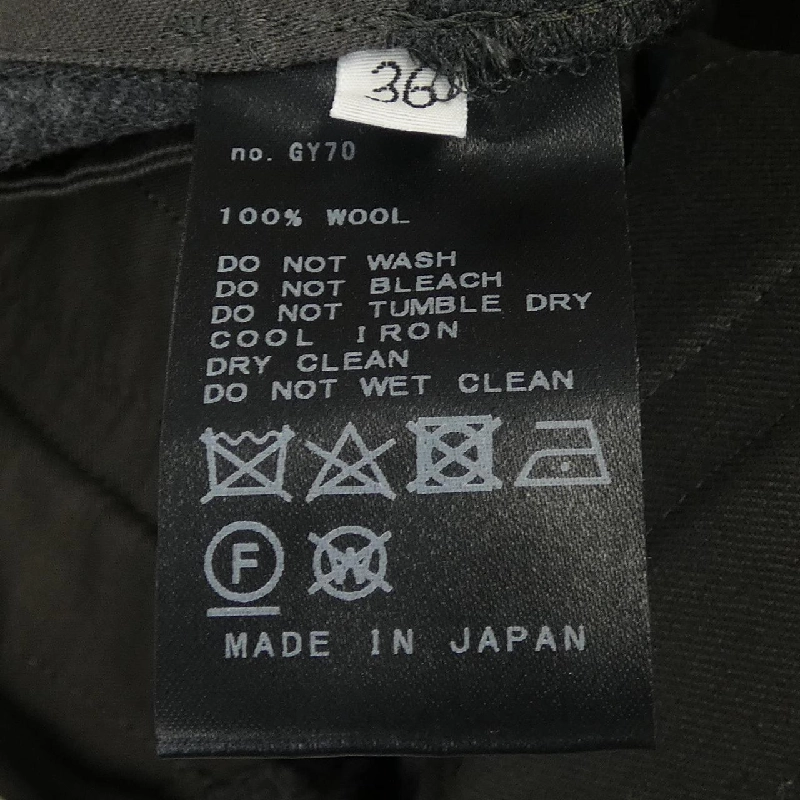 36
no. GY70
100% WOOL
DO NOT WASH
DO NOT BLEACH
DO NOT TUMBLE DRY
COOL IRON
DRY CLEAN
DO NOT WET CLEAN
F W
MADE IN JAPAN